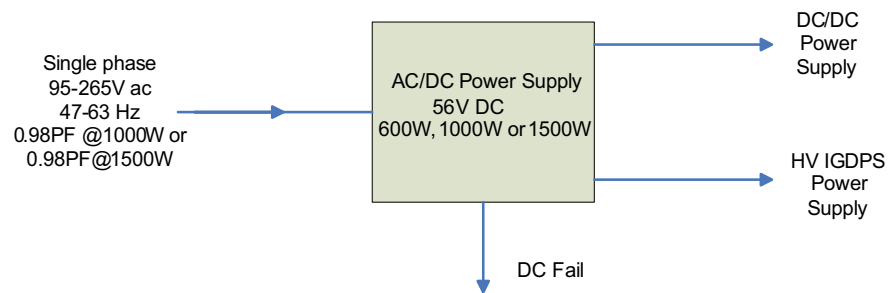 Single phase
95-265V ac
47-63 Hz
0.98PF @1000W or
0.98PF@1500W
AC/DC Power Supply
56V DC
600W, 1000W or 1500W
DC/DC
Power
Supply
HV IGDPS
Power
Supply
DC Fail